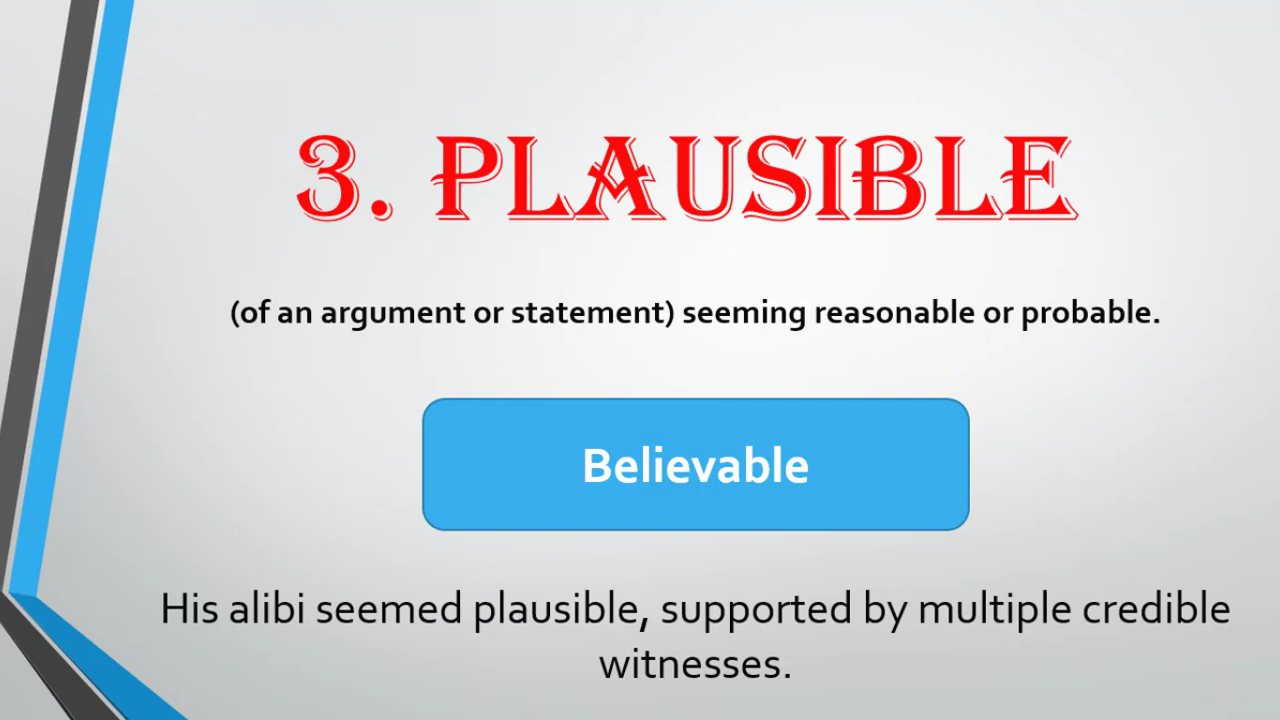 3. PLAUSIBLE
(of an argument or statement) seeming reasonable or probable.
Believable
His alibi seemed plausible, supported by multiple credible
witnesses.